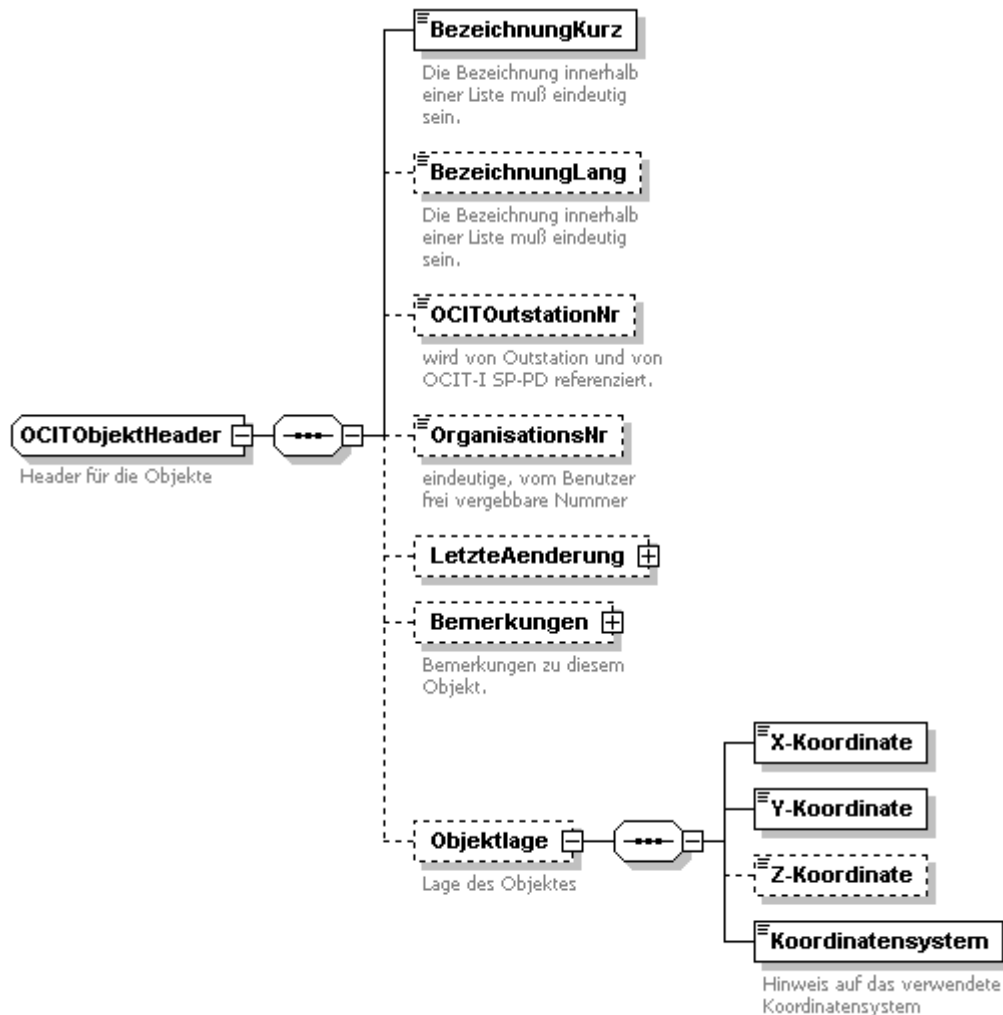 BezeichnungKurz
Die Bezeichnung innerhalb
einer Liste muß eindeutig
sein.
BezeichnungLang
Die Bezeichnung innerhalb
einer Liste muß eindeutig
sein.
OCITOutstationNr
wird von Outstation und von
OCIT-I SP-PD referenziert.
OCITObjektHeader
Header für die Objekte
OrganisationsNr
eindeutige, vom Benutzer
frei vergebbare Nummer
LetzteAenderung
Bemerkungen
Bemerkungen zu diesem
Objekt.
Objektlage
Lage des Objektes
X-Koordinate
Y-Koordinate
Z-Koordinate
Koordinatensystem
Hinweis auf das verwendete
Koordinatensystem